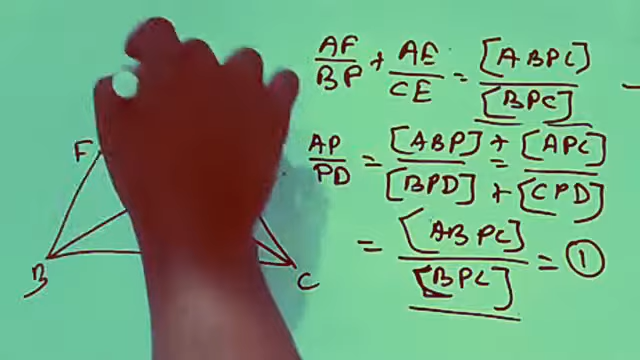 AF/BP + AE/CE = [ABPC]/[BPC]
AP/PD = [ABP]/[BPD] = + [APC]/+ [CPD]
= [ABPC]/[BPC] = ①
F
B
C